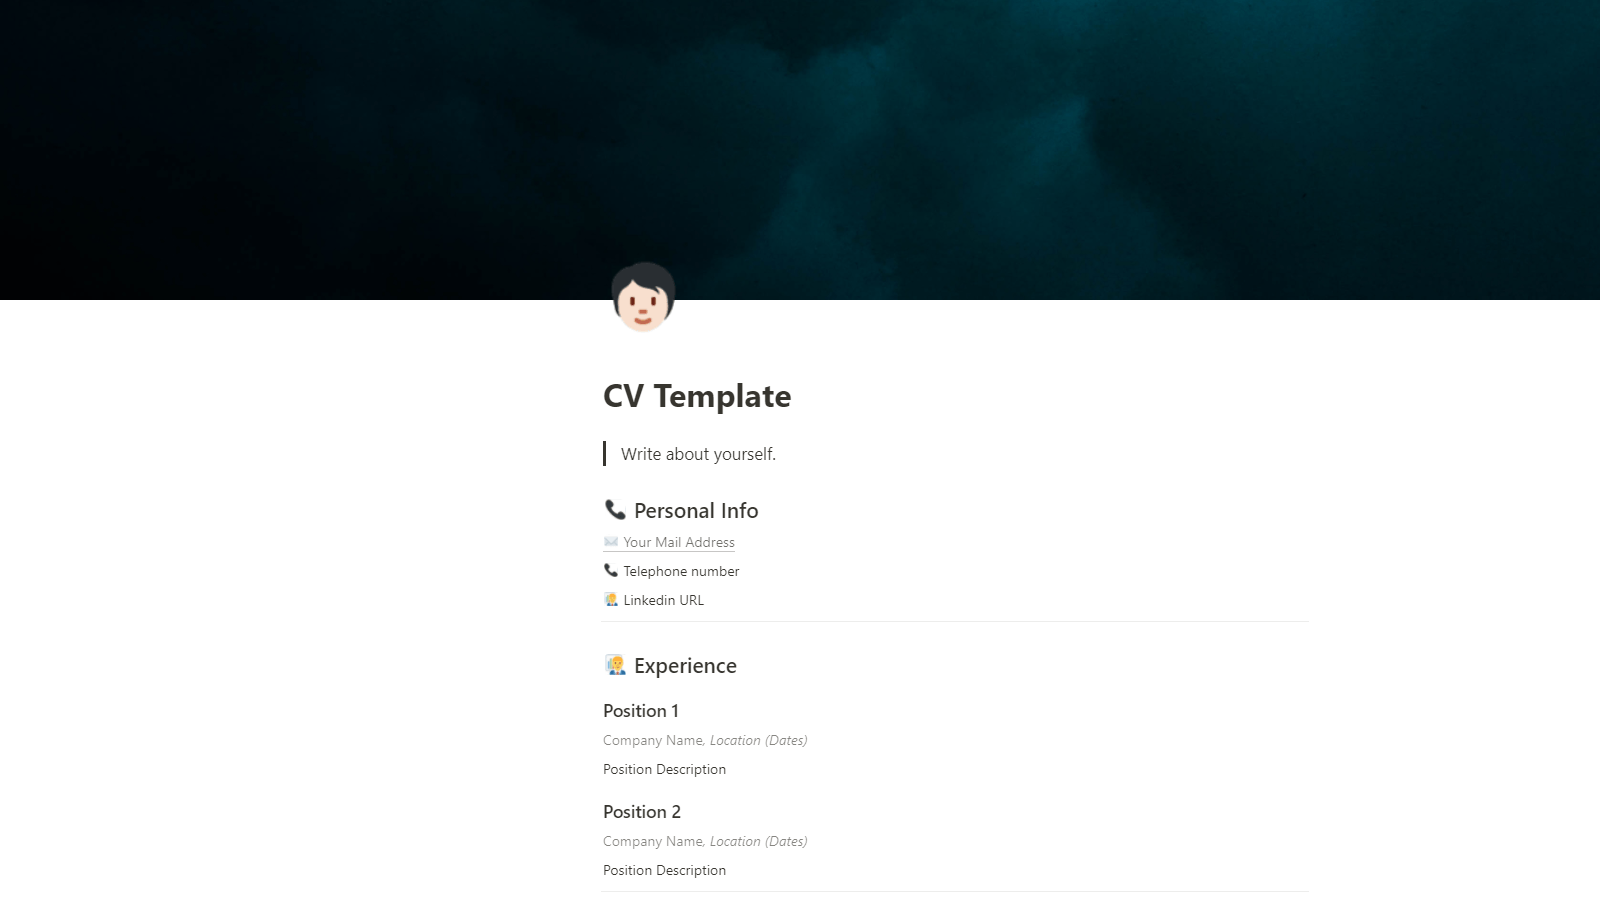 CV Template
Write about yourself.
📞 Personal Info
✉️ Your Mail Address
📞 Telephone number
Linkedin URL
Experience
Position 1
Company Name, Location (Dates)
Position Description
Position 2
Company Name, Location (Dates)
Position Description